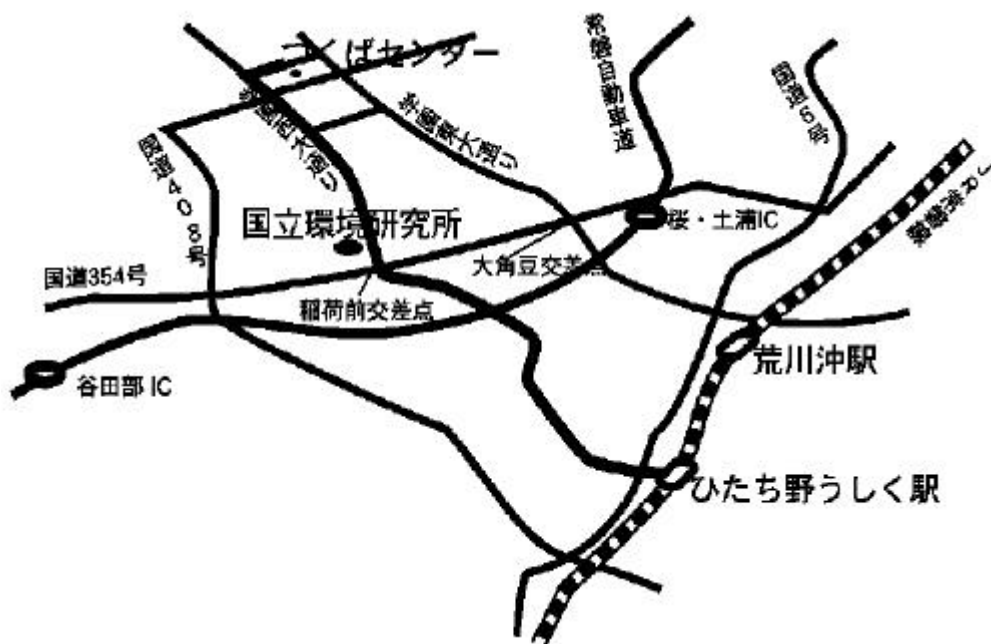 つくばセンター
常磐自動車道
国道6号
学園西大通り
学園東大通り
国道408号
国立環境研究所
桜・土浦IC
大角豆交差点
国道354号
稲荷前交差点
谷田部 IC
荒川沖駅
ひたち野うしく駅